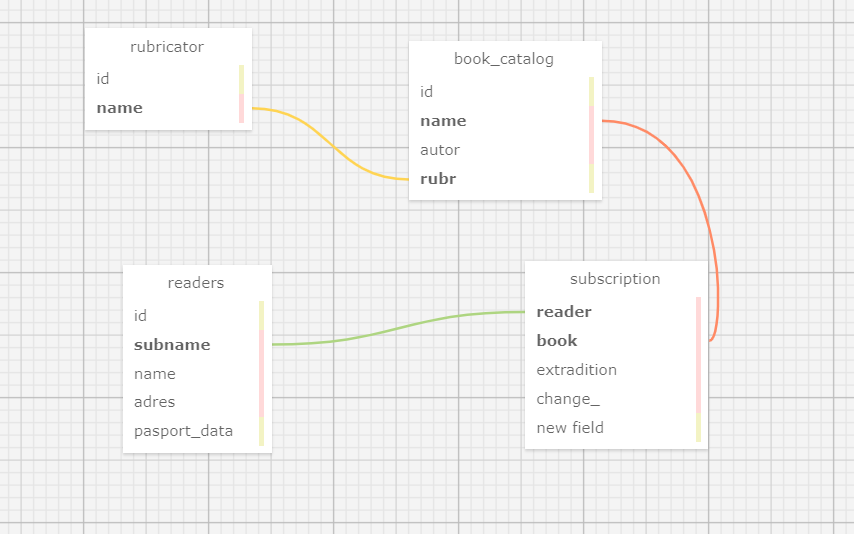 rubricator
id
name
book_catalog
id
name
autor
rubr
readers
id
subname
name
adres
pasport_data
subscription
reader
book
extradition
change_
new field